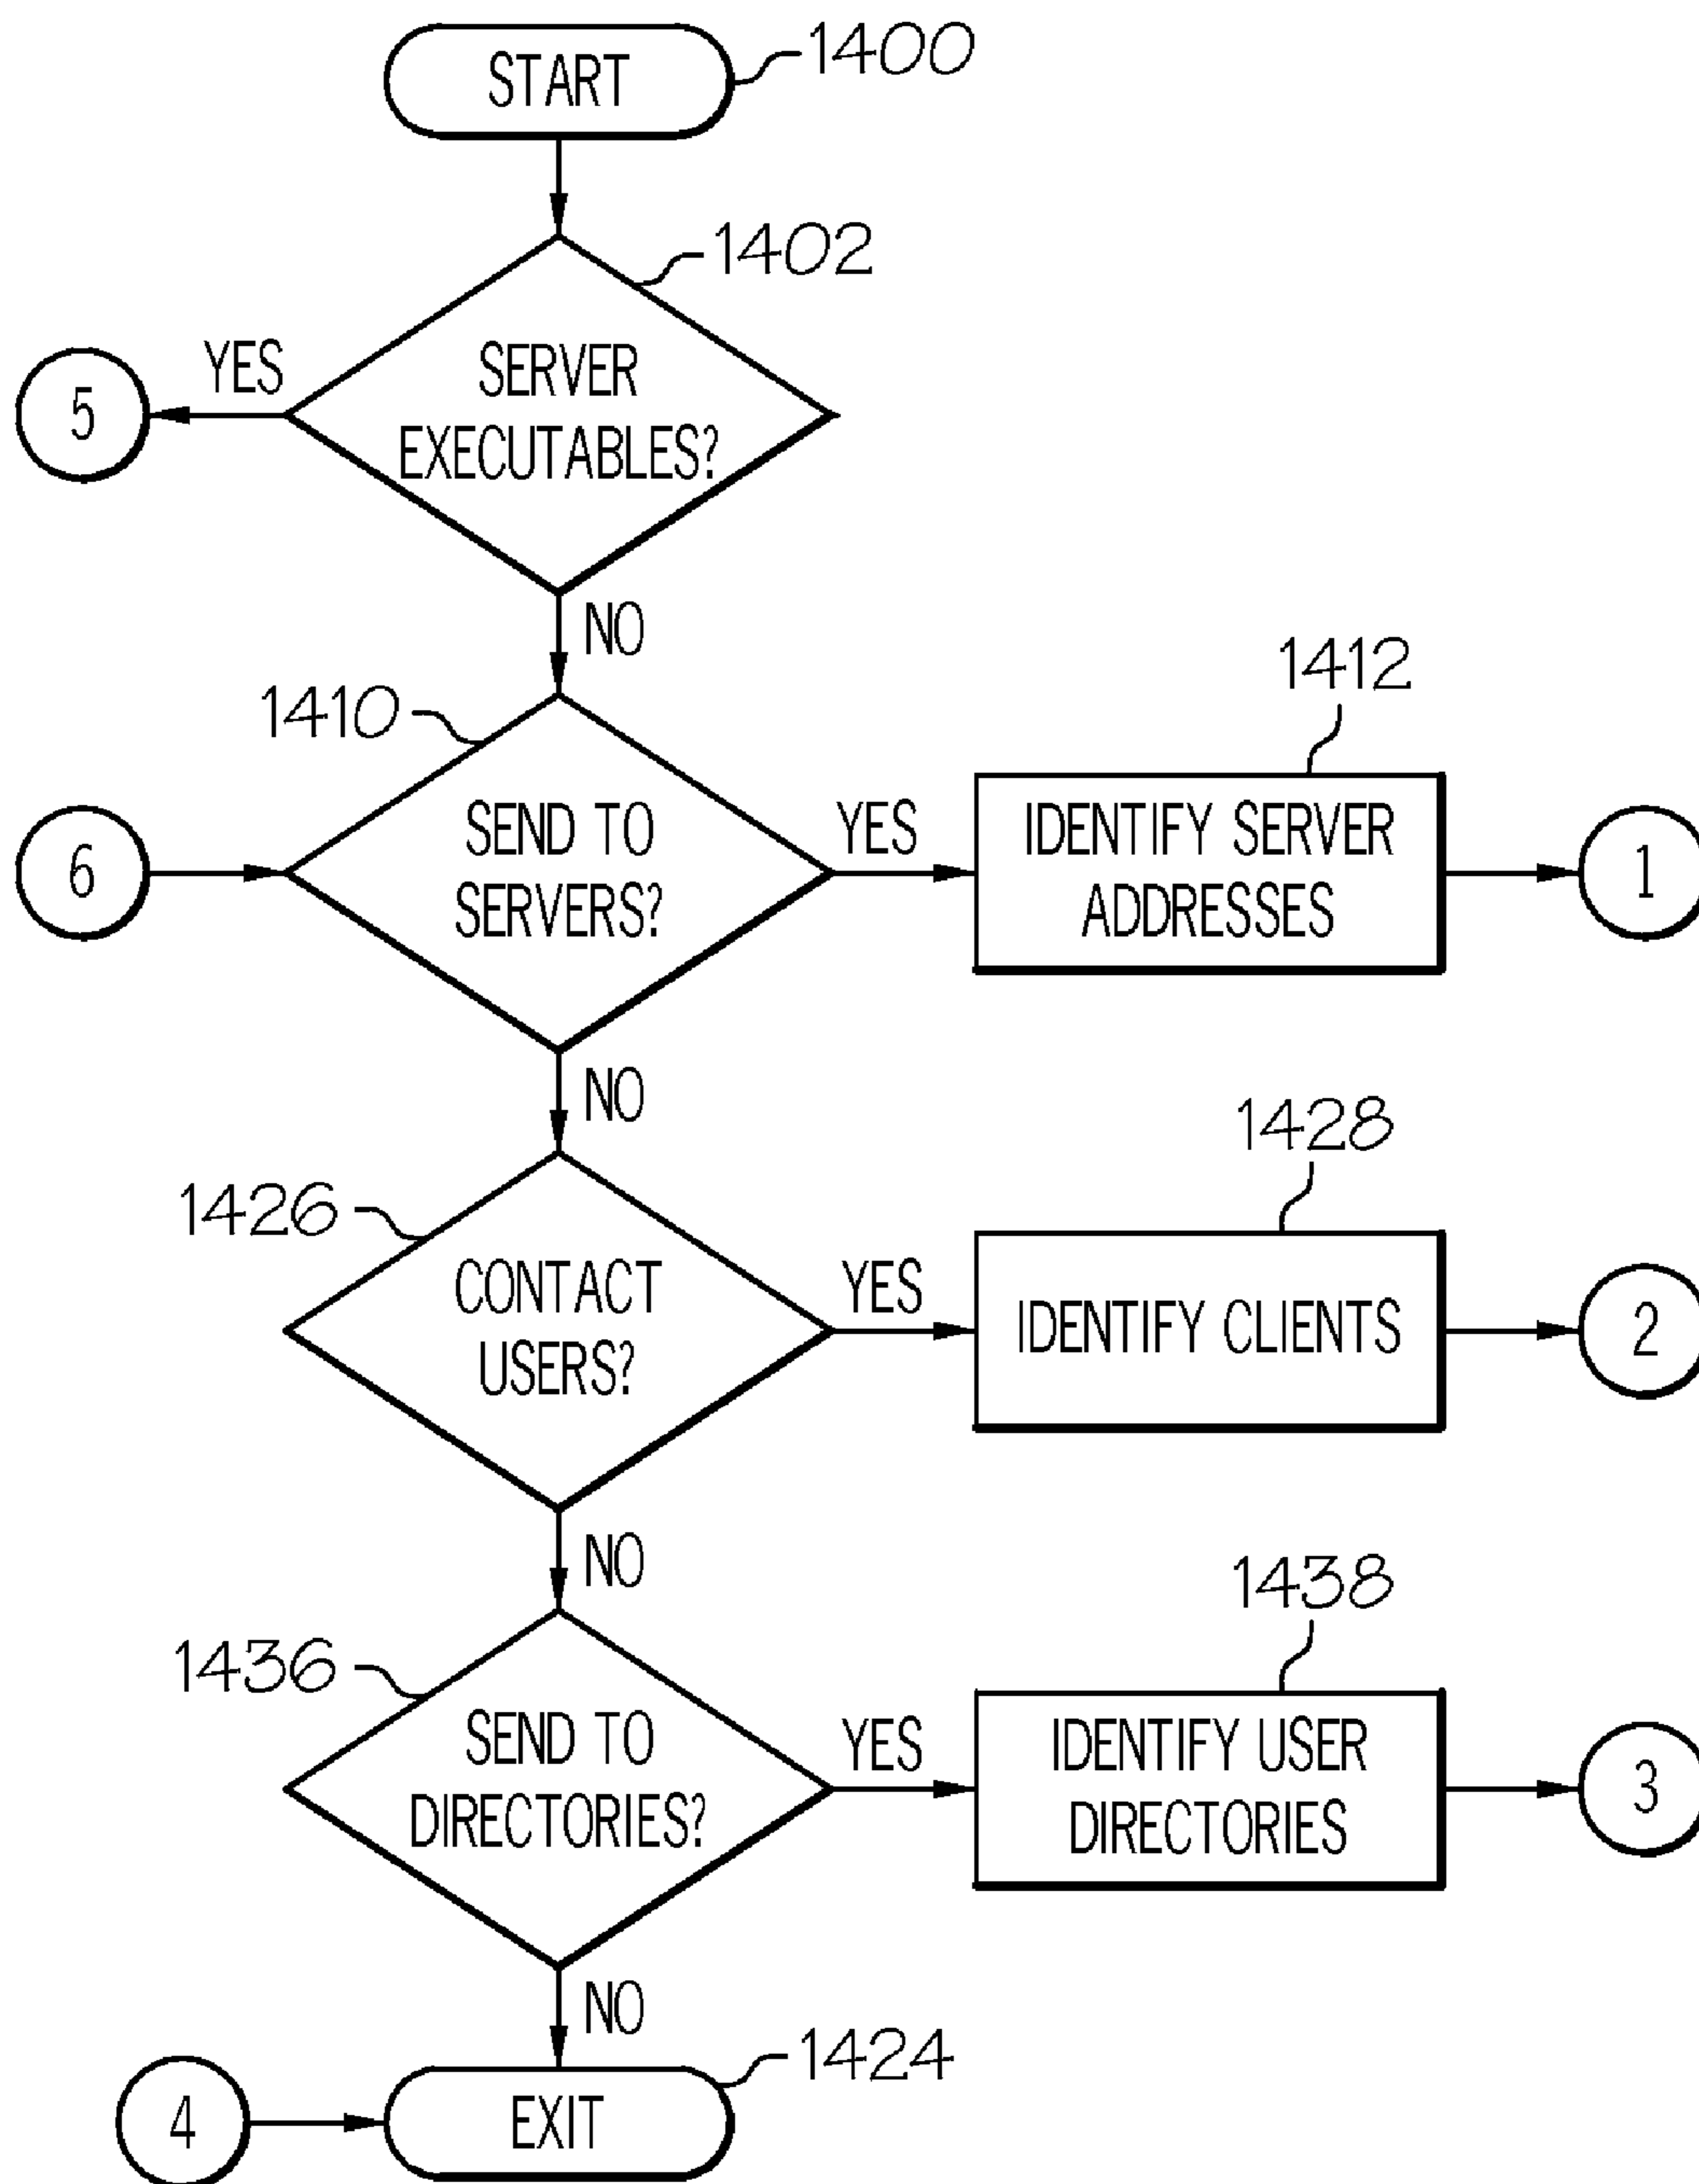 START
1400
1402
YES
SERVER
EXECUTABLES?
5
NO
1410
1412
SEND TO
SERVERS?
6
YES
IDENTIFY SERVER
ADDRESSES
1
NO
1426
1428
CONTACT
USERS?
YES
IDENTIFY CLIENTS
2
NO
1436
1438
SEND TO
DIRECTORIES?
YES
IDENTIFY USER
DIRECTORIES
3
NO
1424
4
EXIT